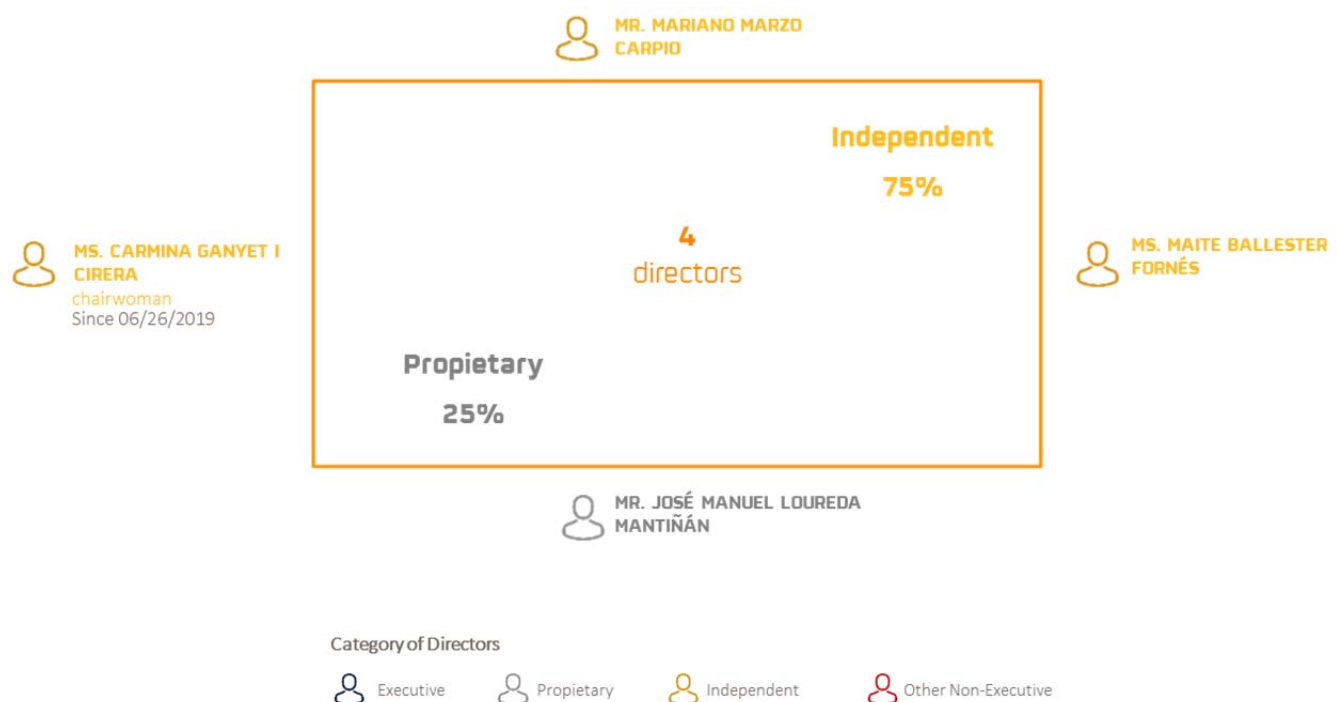 MR. MARIANO MARZO
CARPIO
Independent
75%
MS. CARMINA GANYET I
CIRERA
chairwoman
Since 06/26/2019
4
directors
MS. MAITE BALLESTER
FORNÉS
Propietary
25%
MR. JOSÉ MANUEL LOUREDA
MANTIÑÁN
Category of Directors
Executive
Propietary
Independent
Other Non-Executive